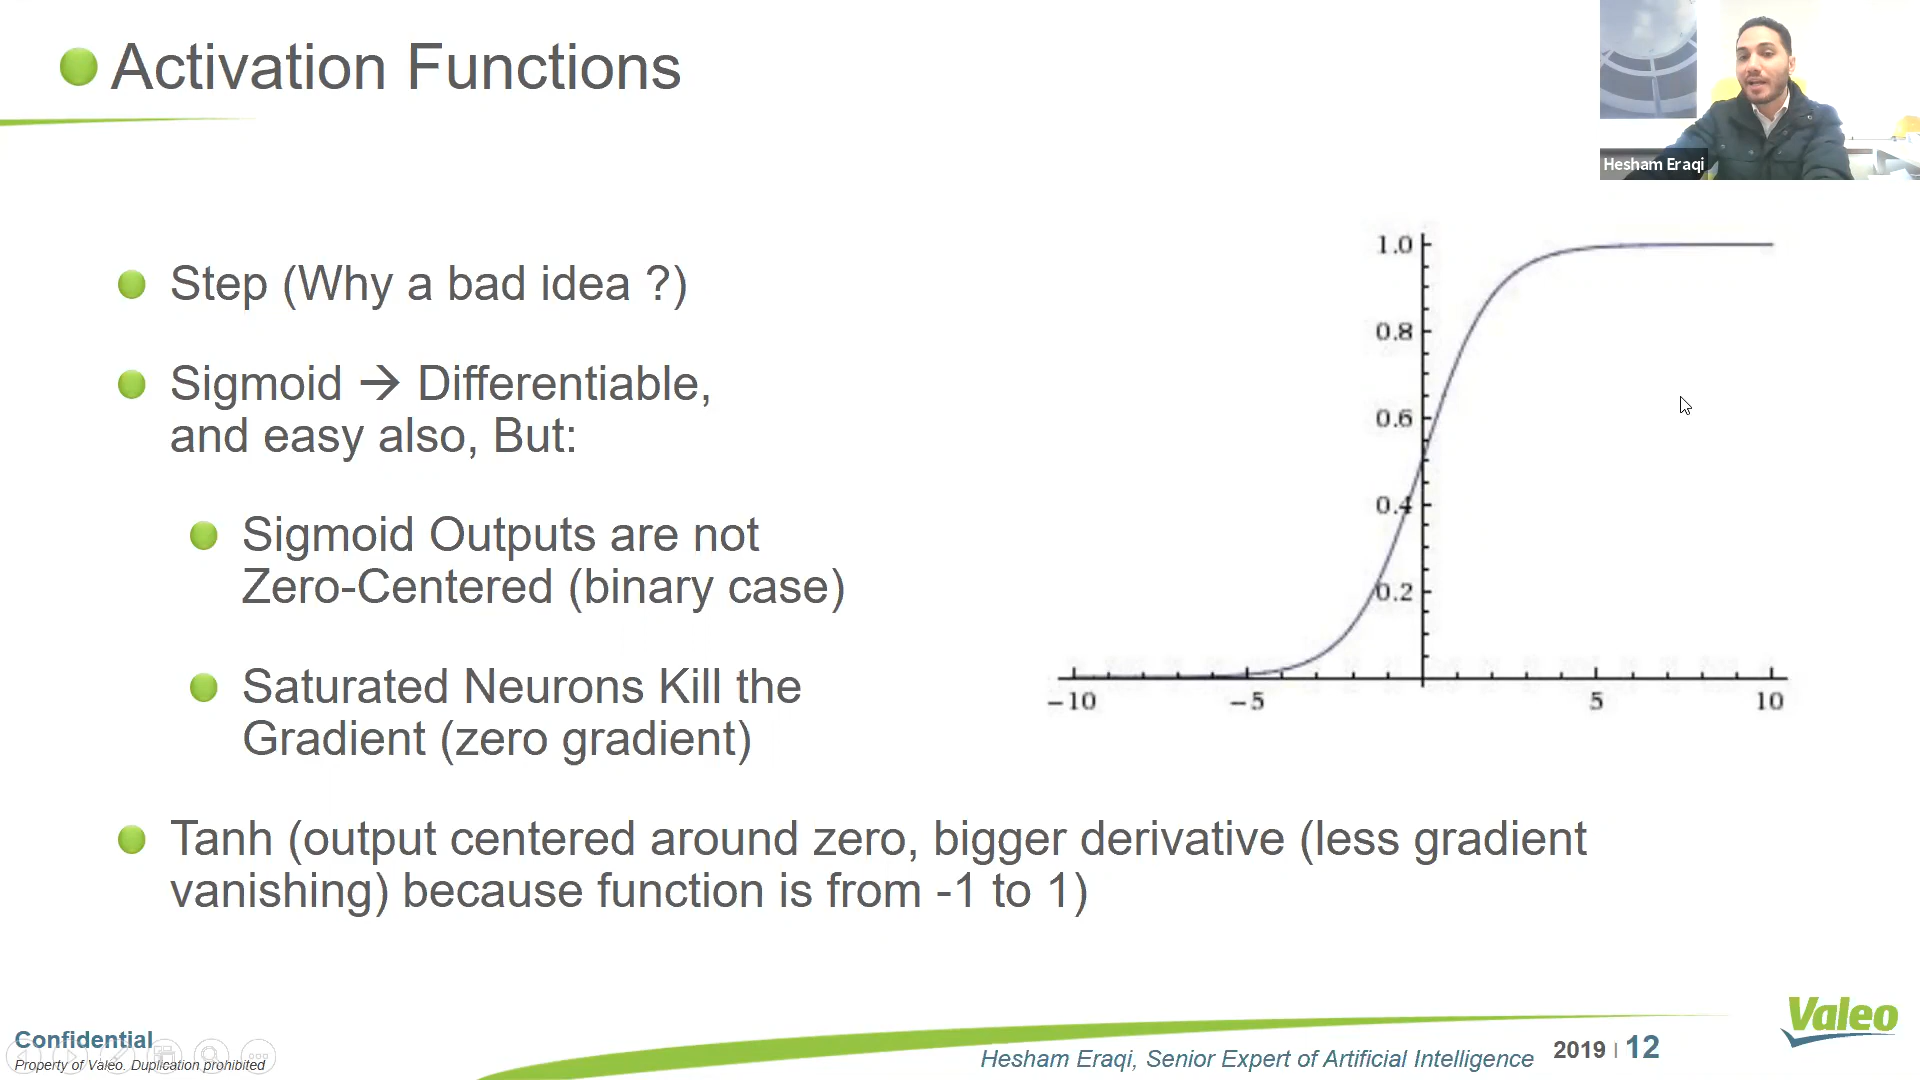 Activation Functions
Hesham Eraqi
Step (Why a bad idea ?)
Sigmoid → Differentiable,
and easy also, But:
Sigmoid Outputs are not
Zero-Centered (binary case)
Saturated Neurons Kill the
Gradient (zero gradient)
Tanh (output centered around zero, bigger derivative (less gradient
vanishing) because function is from -1 to 1)
1.0
0.8
0.6
0.4
0.2
−10 −5 5 10
Confidential
Property of Valeo. Duplication prohibited
Hesham Eraqi, Senior Expert of Artificial Intelligence
2019 | 12
Valeo